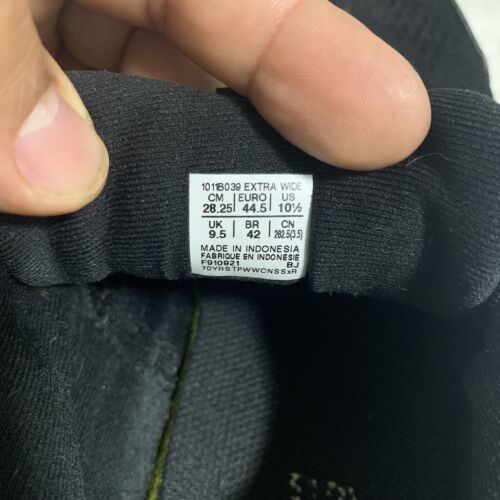 1011B039 EXTRA WIDE
CM EURO US
28.25 44.5 10½
UK BR CN
9.5 42 282.5(3.5)
MADE IN INDONESIA
FABRIQUE EN INDONESIE
F910921 BJ
70YRSTPWWCNSSxR